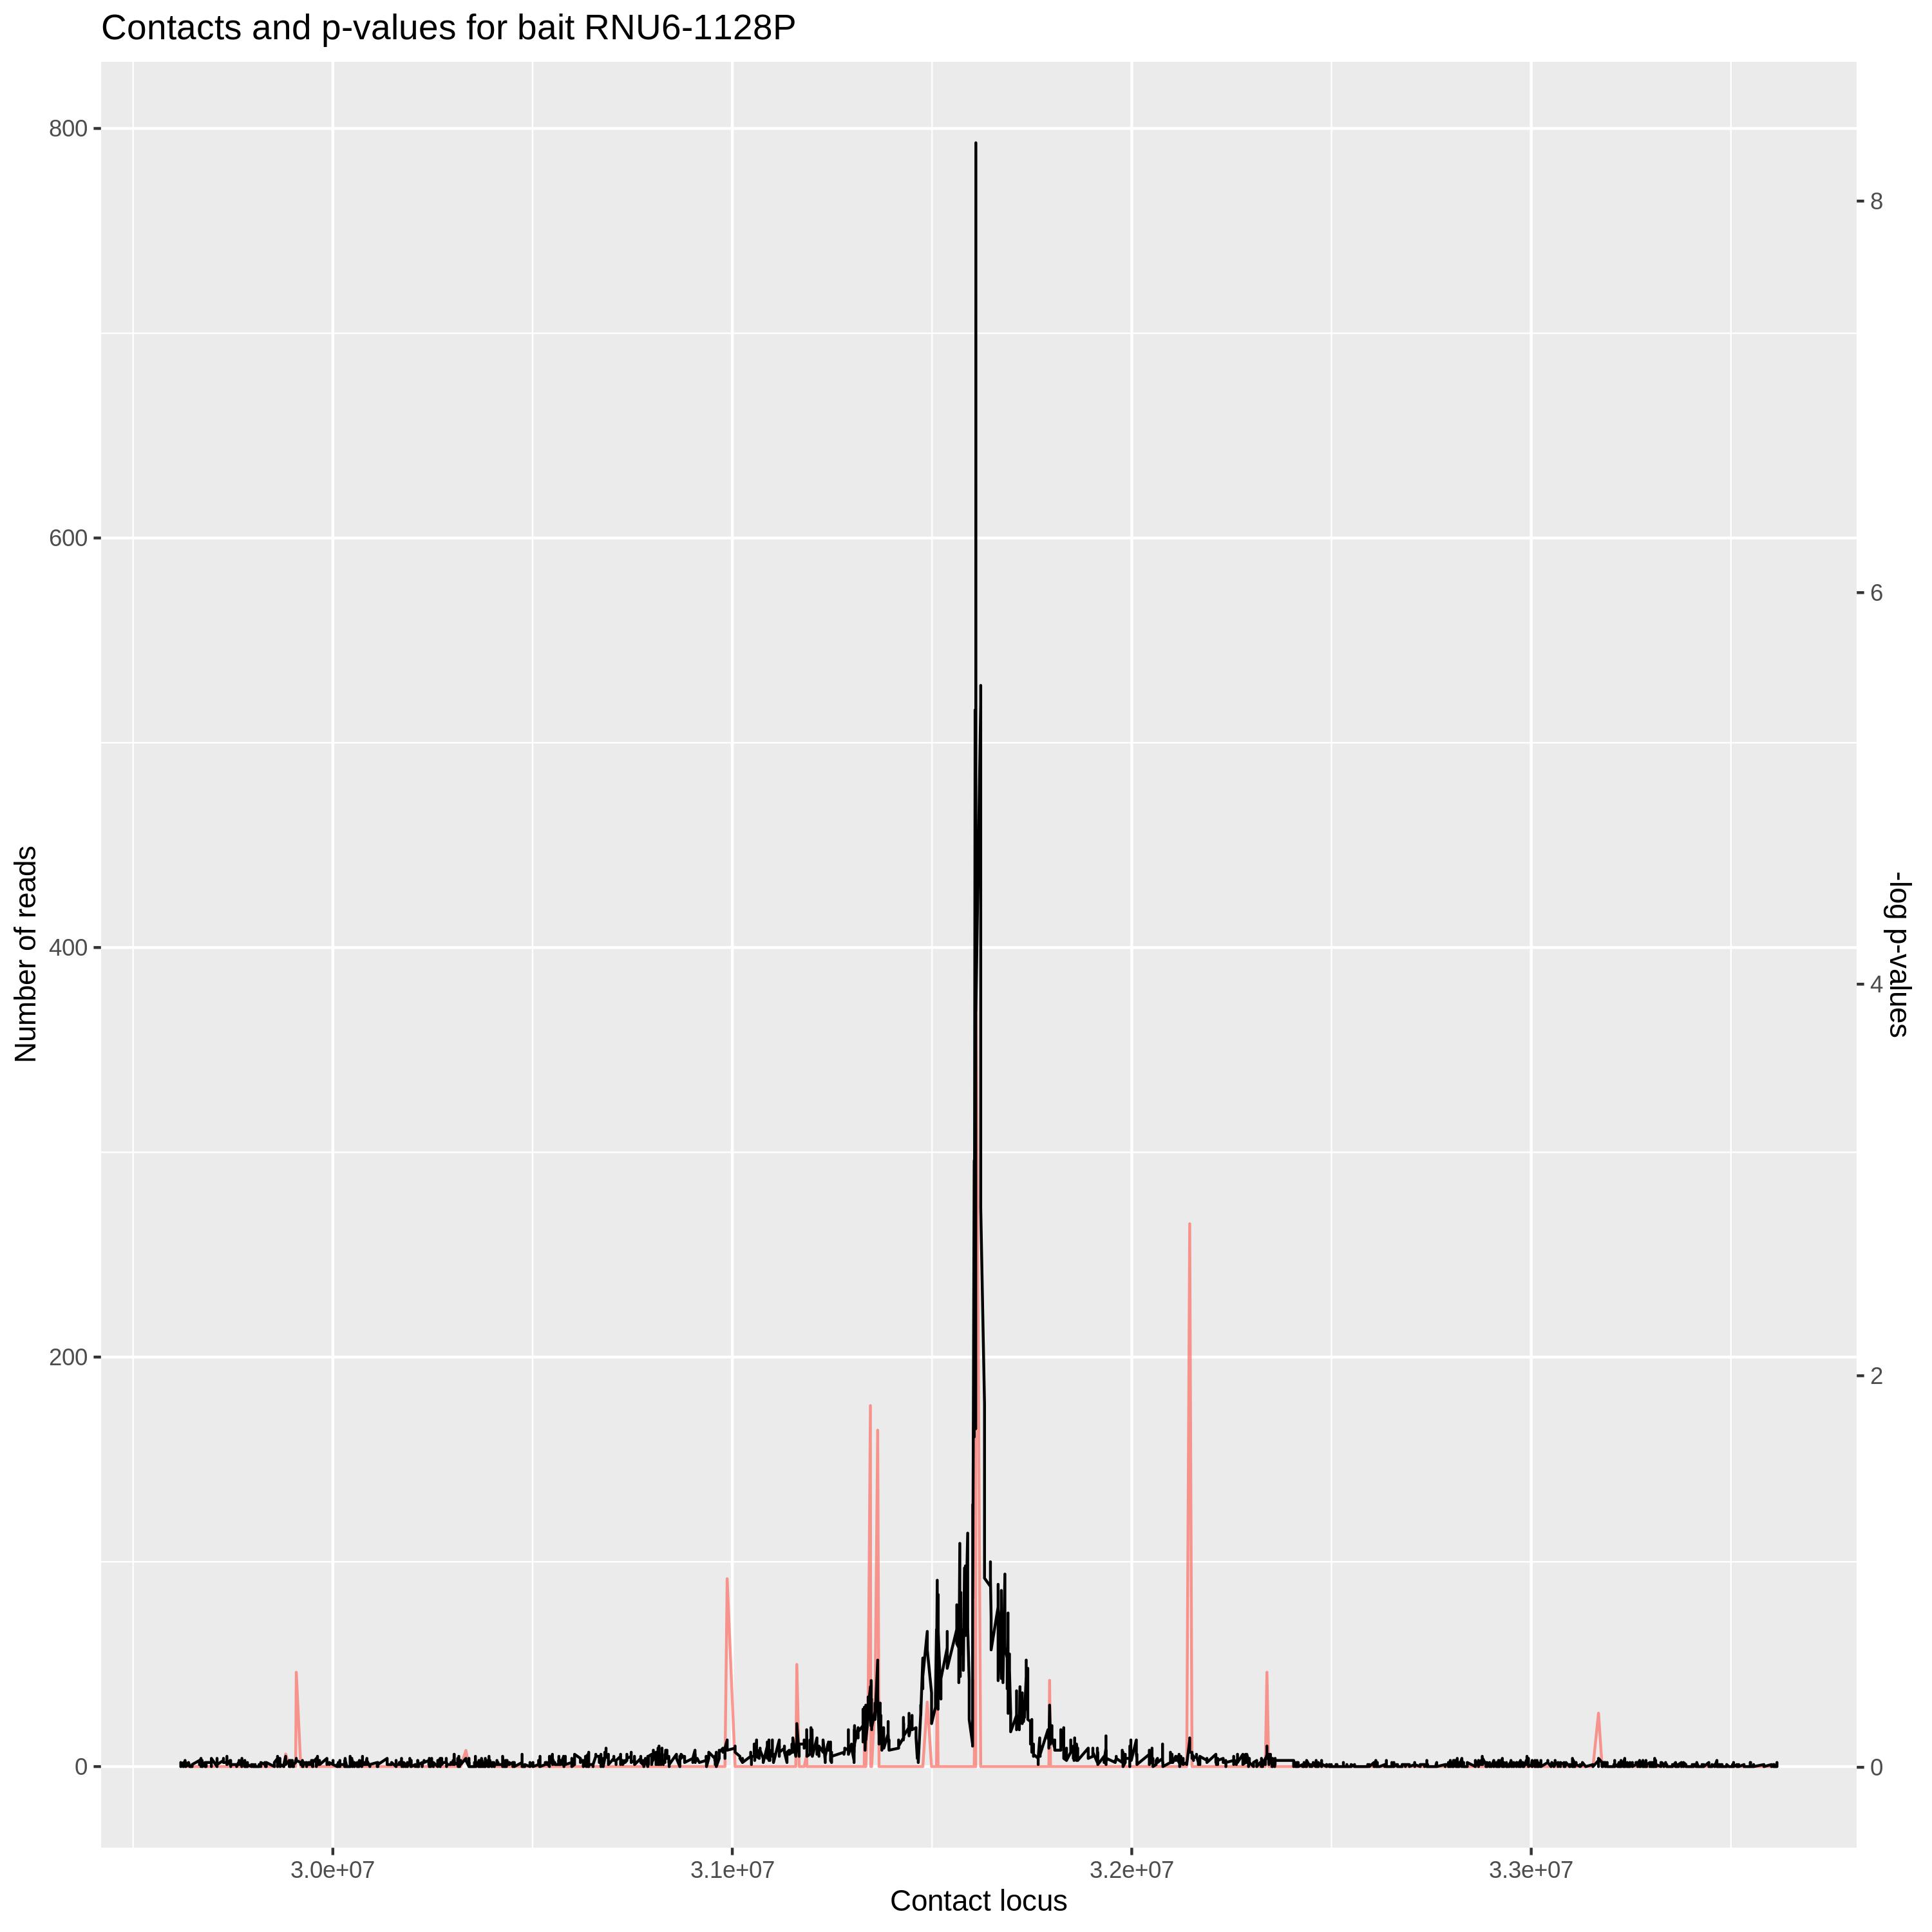 Contacts and p-values for bait RNU6-1128P
800
600
400
200
0
Number of reads
8
6
4
2
0
-log p-values
3.0e+07
3.1e+07
3.2e+07
3.3e+07
Contact locus